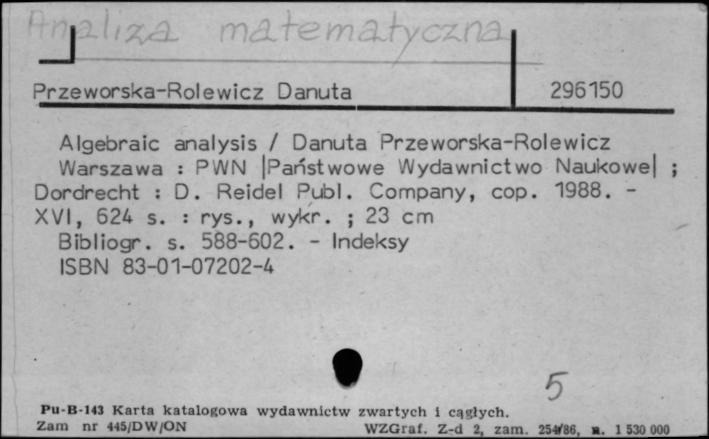 Analiza matematyczna
Przeworska-Rolewicz Danuta 296150
Algebraic analysis / Danuta Przeworska-Rolewicz
Warszawa : PWN |Państwowe Wydawnictwo Naukowe| ;
Dordrecht : D. Reidel Publ. Company, cop. 1988. -
XVI, 624 s. : rys., wykr. ; 23 cm
Bibliogr. s. 588-602. - Indeksy
ISBN 83-01-07202-4
5
Pu-B-143 Karta katalogowa wydawnictw zwartych i cągłych.
Zam nr 445/DW/ON WZGraf. Z-d 2, zam. 254/86, n. 1 530 000